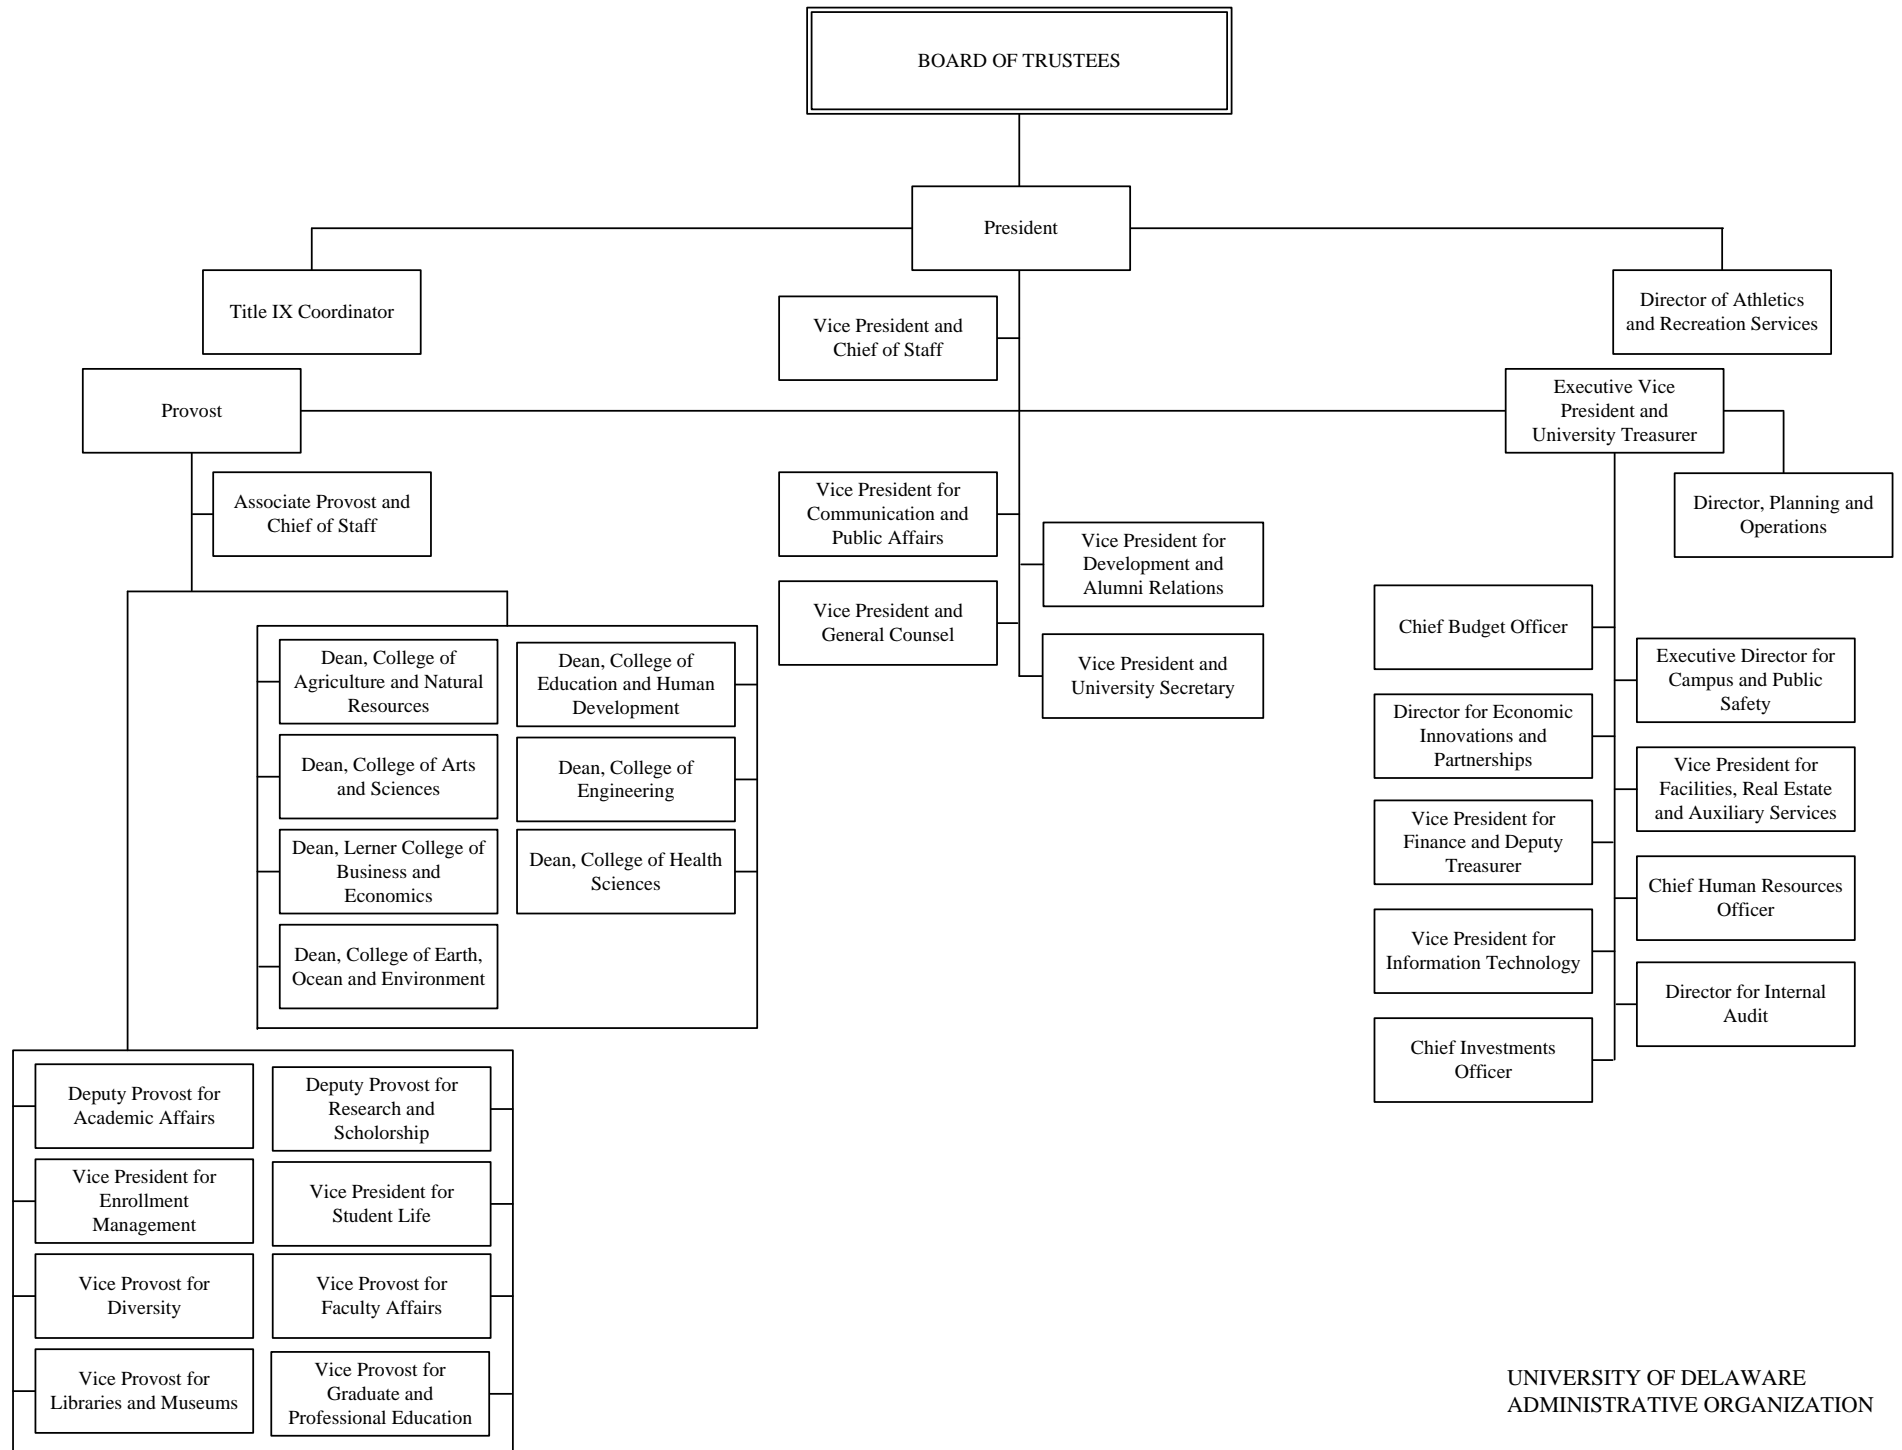 BOARD OF TRUSTEES
President
Title IX Coordinator
Vice President and
Chief of Staff
Director of Athletics
and Recreation Services
Provost
Executive Vice
President and
University Treasurer
Associate Provost and
Chief of Staff
Vice President for
Communication and
Public Affairs
Director, Planning and
Operations
Vice President for
Development and
Alumni Relations
Vice President and
General Counsel
Vice President and
University Secretary
Dean, College of
Agriculture and Natural
Resources
Dean, College of
Education and Human
Development
Dean, College of Arts
and Sciences
Dean, College of
Engineering
Dean, Lerner College of
Business and
Economics
Dean, College of Health
Sciences
Dean, College of Earth,
Ocean and Environment
Chief Budget Officer
Executive Director for
Campus and Public
Safety
Director for Economic
Innovations and
Partnerships
Vice President for
Facilities, Real Estate
and Auxiliary Services
Vice President for
Finance and Deputy
Treasurer
Chief Human Resources
Officer
Vice President for
Information Technology
Director for Internal
Audit
Chief Investments
Officer
Deputy Provost for
Academic Affairs
Deputy Provost for
Research and
Scholorship
Vice President for
Enrollment
Management
Vice President for
Student Life
Vice Provost for
Diversity
Vice Provost for
Faculty Affairs
Vice Provost for
Libraries and Museums
Vice Provost for
Graduate and
Professional Education
UNIVERSITY OF DELAWARE
ADMINISTRATIVE ORGANIZATION